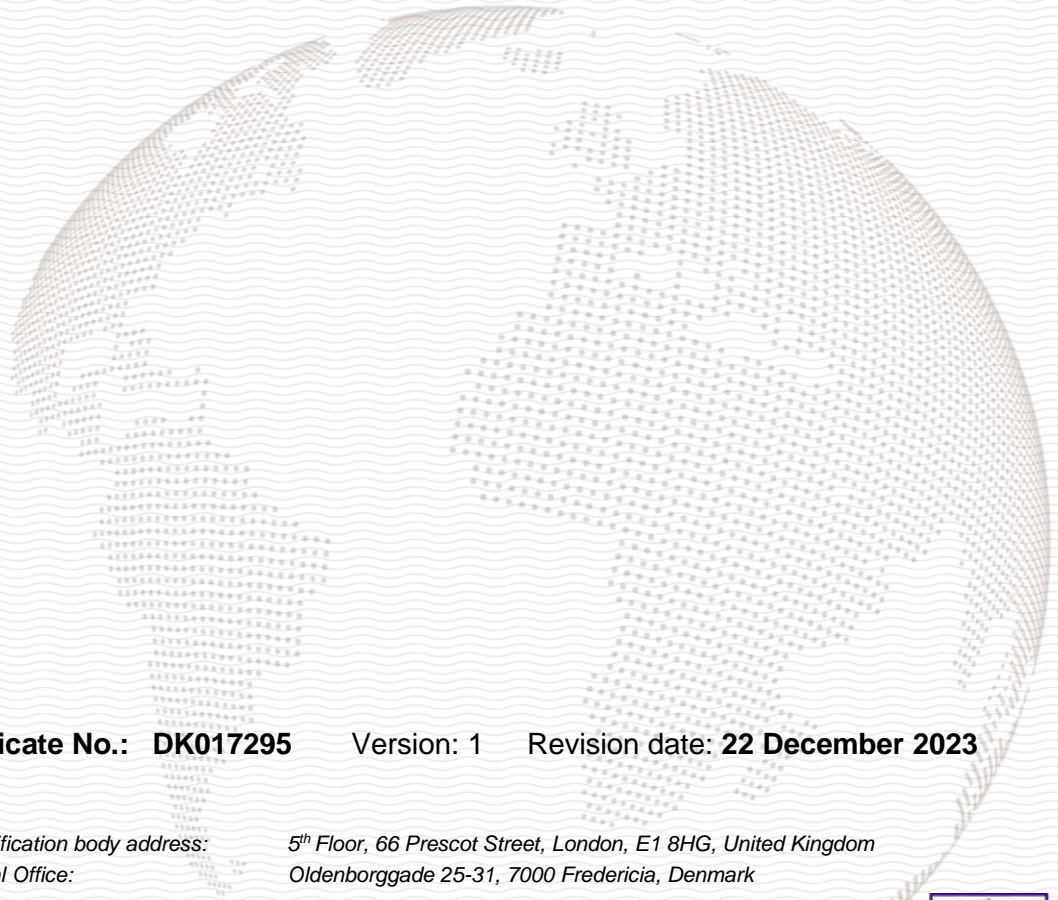 icate No.: DK017295 Version: 1 Revision date: 22 December 2023
fication body address: 5th Floor, 66 Prescot Street, London, E1 8HG, United Kingdom
l Office: Oldenborggade 25-31, 7000 Fredericia, Denmark